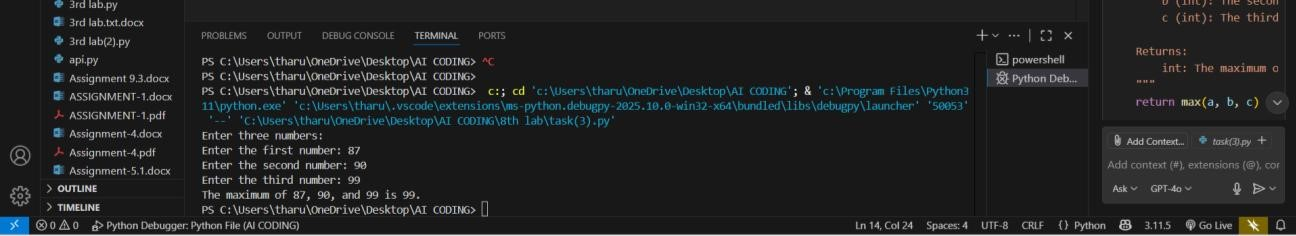 3rd lab.py
3rd lab.txt.docx
3rd lab(2).py
api.py
Assignment 9.3.docx
ASSIGNMENT-1.docx
ASSIGNMENT-1.pdf
Assignment-4.docx
Assignment-4.pdf
Assignment-5.1.docx
OUTLINE
TIMELINE
PROBLEMS OUTPUT DEBUG CONSOLE TERMINAL PORTS
PS C:\Users\tharu\OneDrive\Desktop\AI CODING> ^C
PS C:\Users\tharu\OneDrive\Desktop\AI CODING>
PS C:\Users\tharu\OneDrive\Desktop\AI CODING>  c:; cd 'c:\Users\tharu\OneDrive\Desktop\AI CODING'; & 'c:\Program Files\Python3
11\python.exe' 'c:\Users\tharu\.vscode\extensions\ms-python.debugpy-2025.10.0-win32-x64\bundled\libs\debugpy\launcher' '50053'
'--' 'C:\Users\tharu\OneDrive\Desktop\AI CODING\8th lab\task(3).py'
Enter three numbers:
Enter the first number: 87
Enter the second number: 90
Enter the third number: 99
The maximum of 87, 90, and 99 is 99.
PS C:\Users\tharu\OneDrive\Desktop\AI CODING>
powershell
Python Deb...
c (int): The third
Returns:
int: The maximum o
"""
return max(a, b, c)
Add Context... task(3).py +
Add context (#), extensions (@), cor
Ask GPT-4o
0 0 Python Debugger: Python File (AI CODING) Ln 14, Col 24 Spaces: 4 UTF-8 CRLF {} Python 3.11.5 Go Live